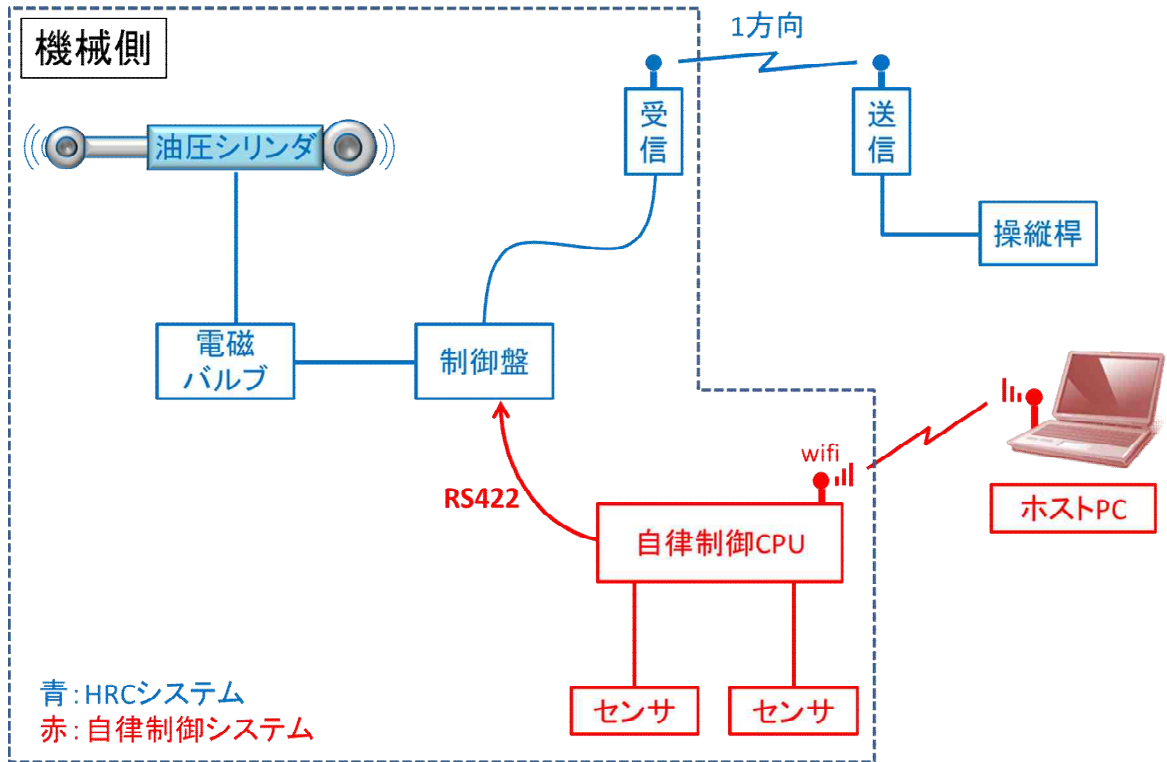 機械側
1方向
受信
送信
油圧シリンダ
操縦桿
電磁
バルブ
制御盤
wifi
RS422
ホストPC
自律制御CPU
青：HRCシステム
センサ
センサ
赤：自律制御システム